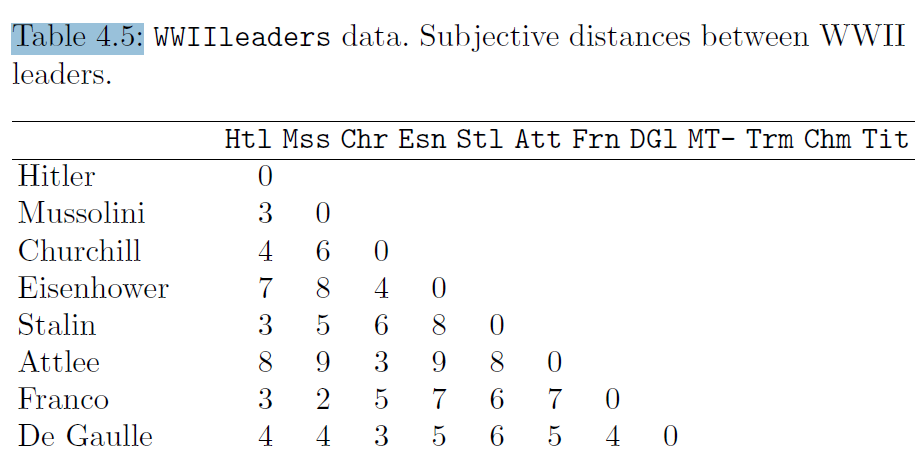 Table 4.5: WWIIleaders data. Subjective distances between WWII
leaders.
Htl Mss Chr Esn Stl Att Frn DGl MT- Trm Chm Tit
Hitler 0
Mussolini 3 0
Churchill 4 6 0
Eisenhower 7 8 4 0
Stalin 3 5 6 8 0
Attlee 8 9 3 9 8 0
Franco 3 2 5 7 6 7 0
De Gaulle 4 4 3 5 6 5 4 0